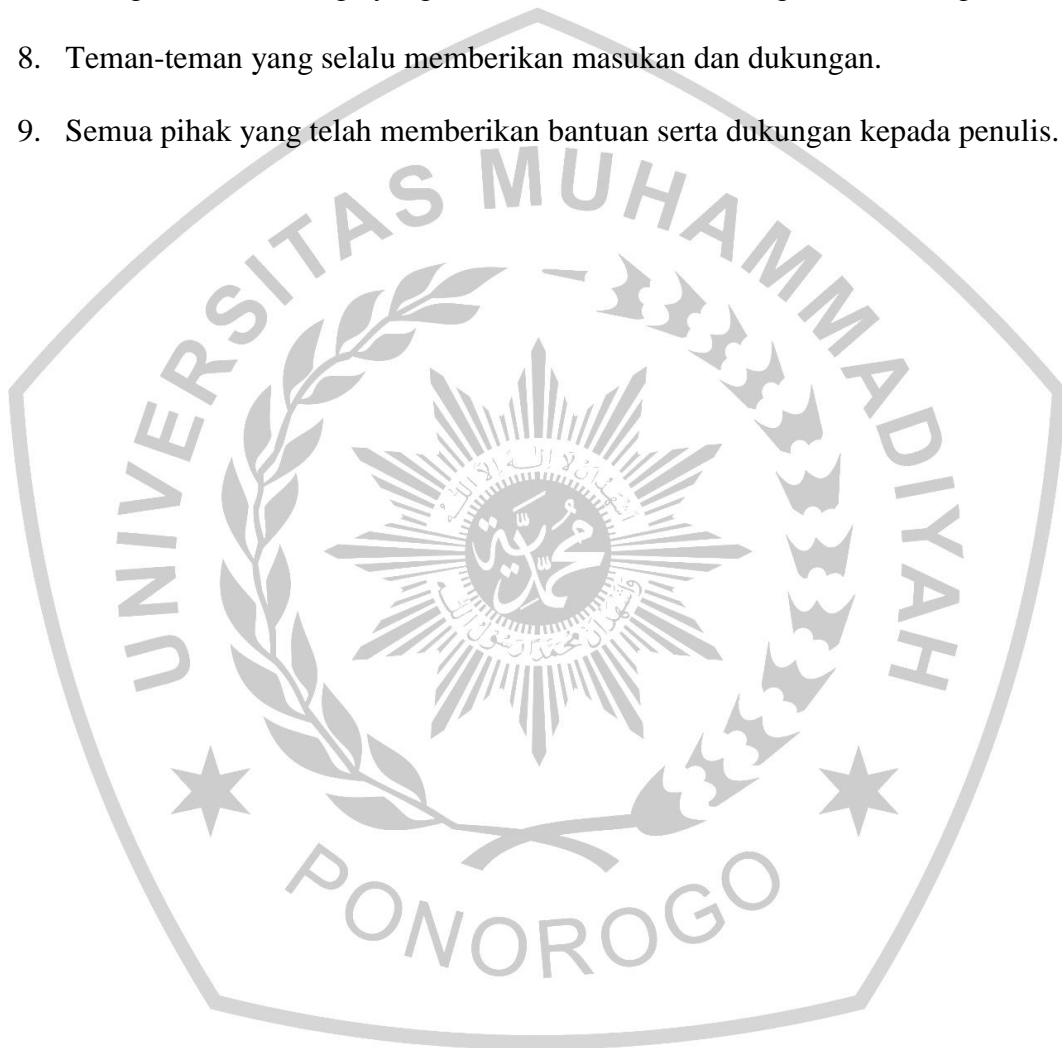 8. Teman-teman yang selalu memberikan masukan dan dukungan.
9. Semua pihak yang telah memberikan bantuan serta dukungan kepada penulis.
UNIVERSITAS MUHAMMADIYAH
محمدية
PONOROGO